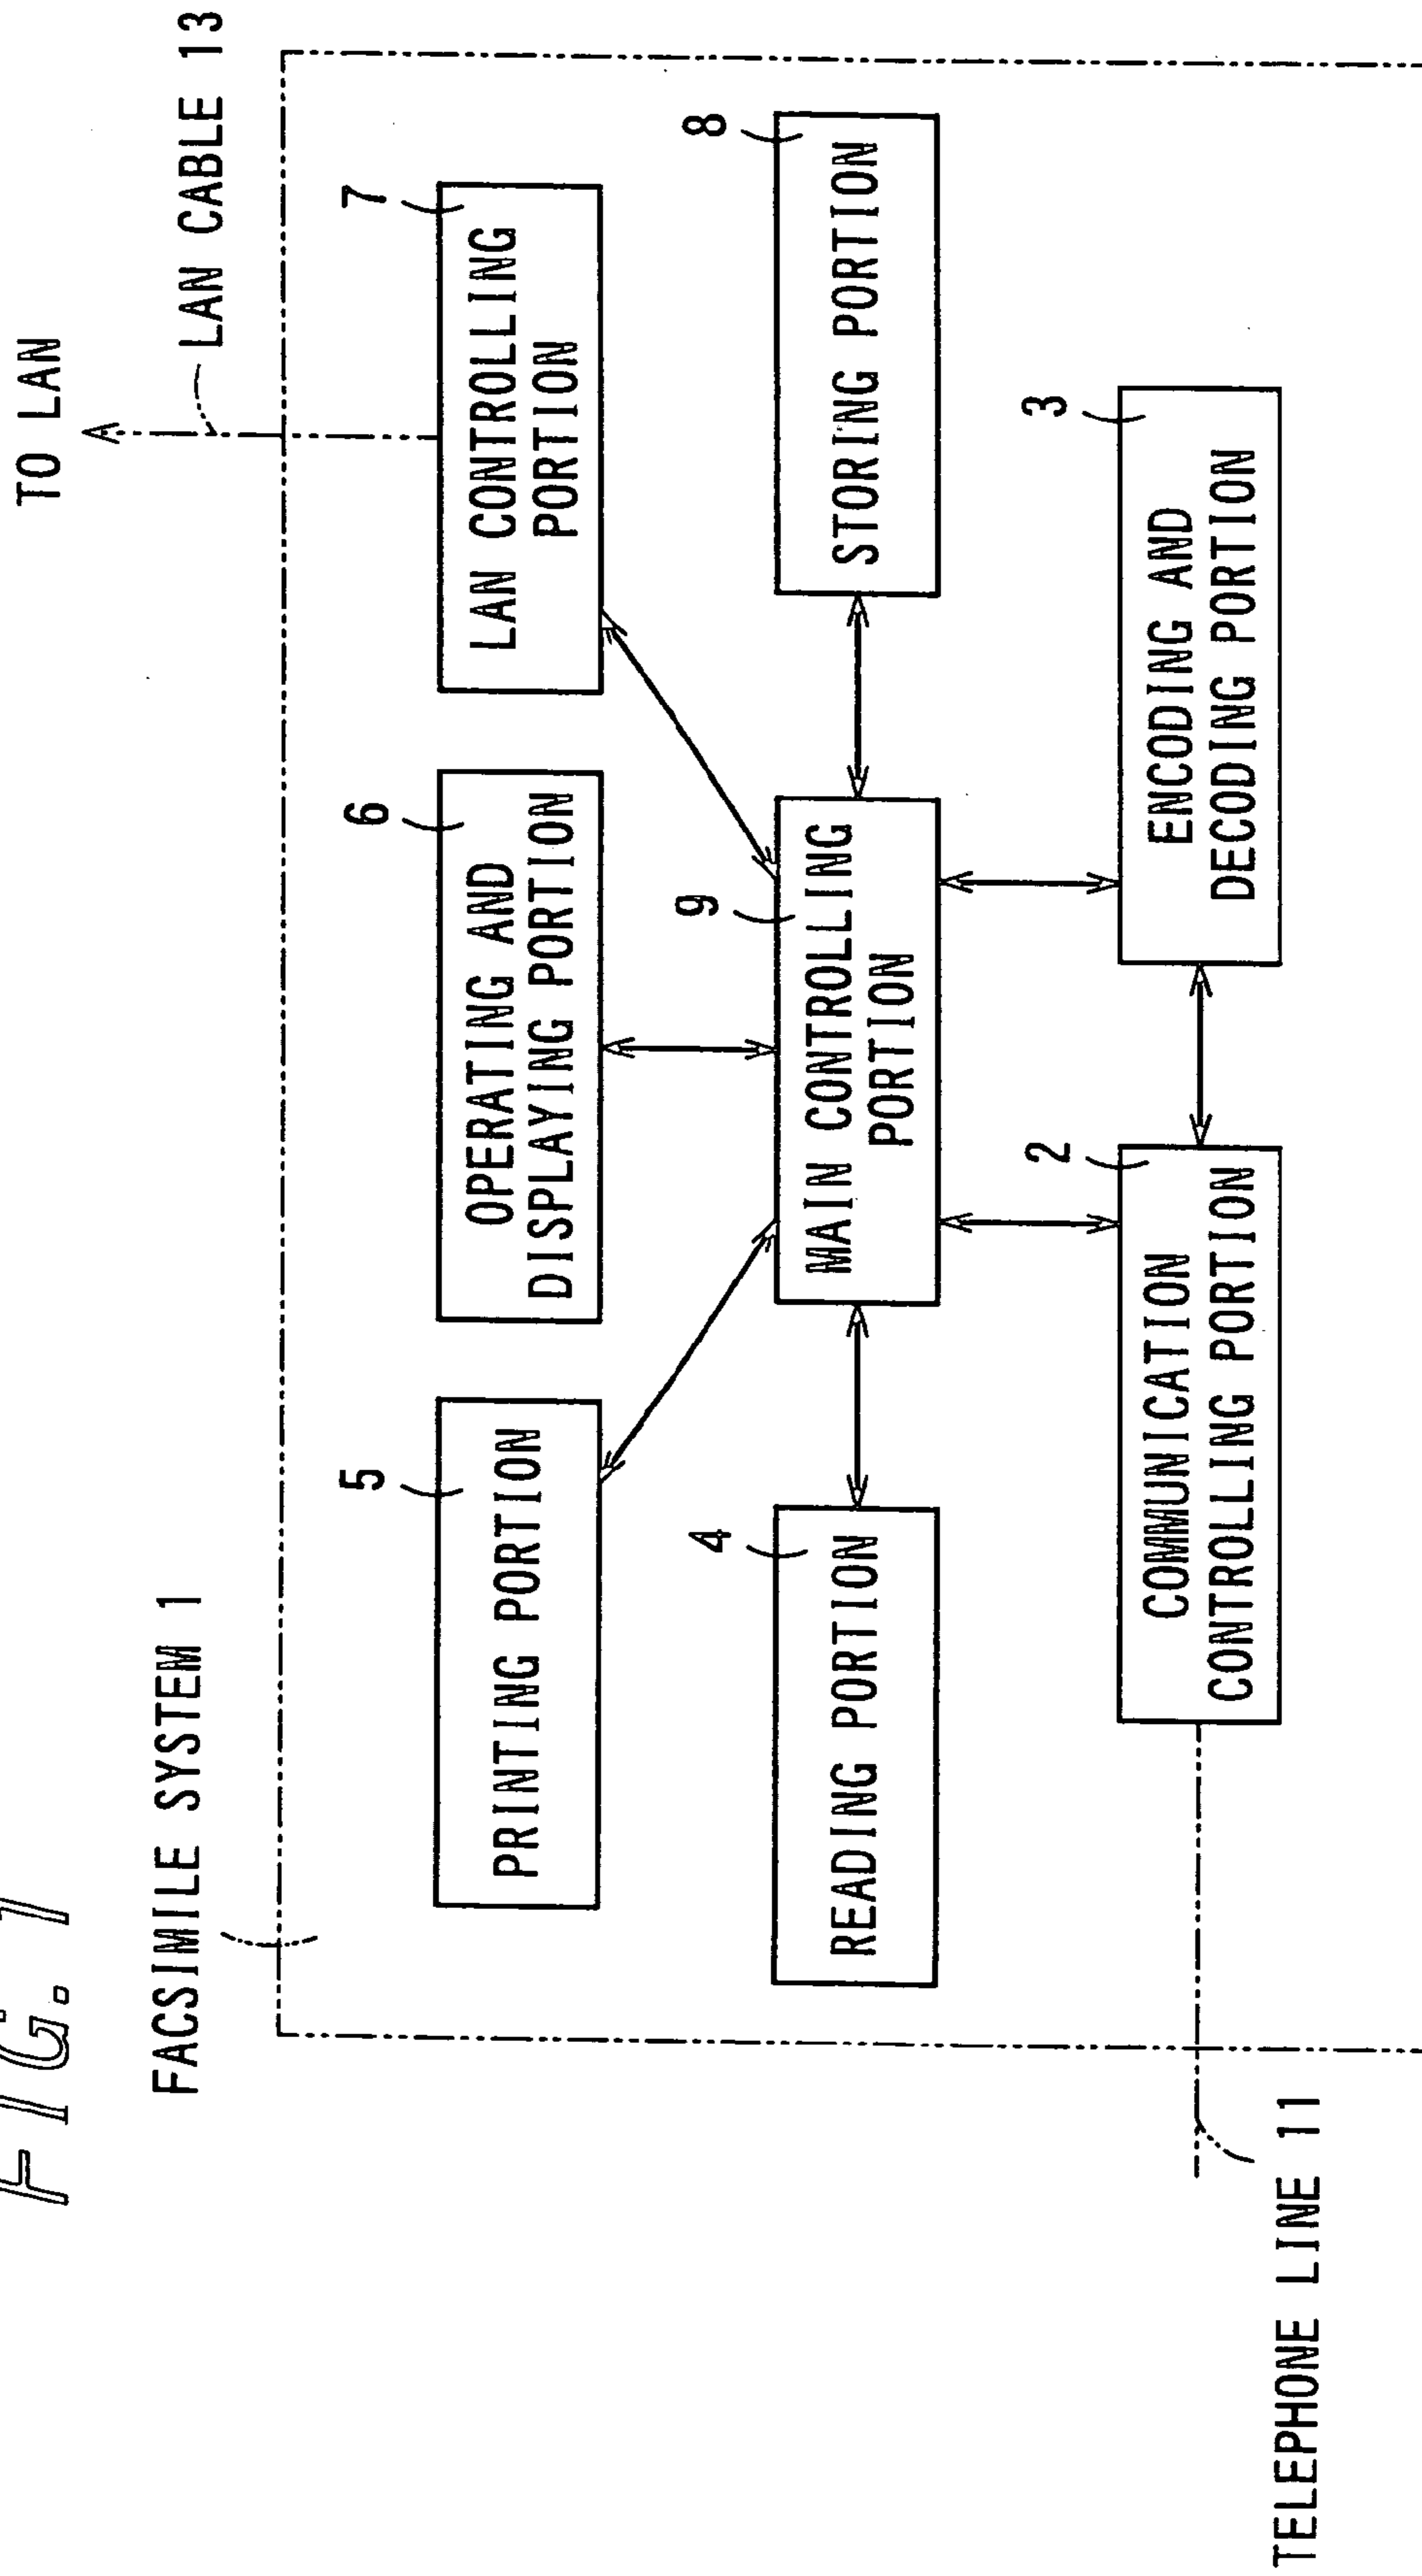 FIG. 1
FACSIMILE SYSTEM 1
TO LAN
LAN CABLE 13
5
PRINTING PORTION
6
OPERATING AND
DISPLAYING PORTION
7
LAN CONTROLLING
PORTION
4
READING PORTION
9
MAIN CONTROLLING
PORTION
8
STORING PORTION
2
COMMUNICATION
CONTROLLING PORTION
3
ENCODING AND
DECODING PORTION
TELEPHONE LINE 11